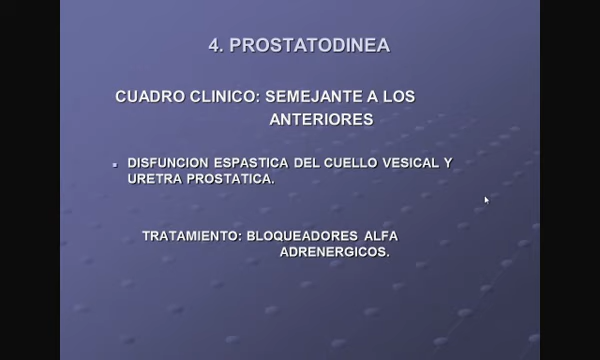 4. PROSTATODINEA
CUADRO CLINICO: SEMEJANTE A LOS
ANTERIORES
DISFUNCION ESPASTICA DEL CUELLO VESICAL Y
URETRA PROSTATICA.
TRATAMIENTO: BLOQUEADORES ALFA
ADRENERGICOS.